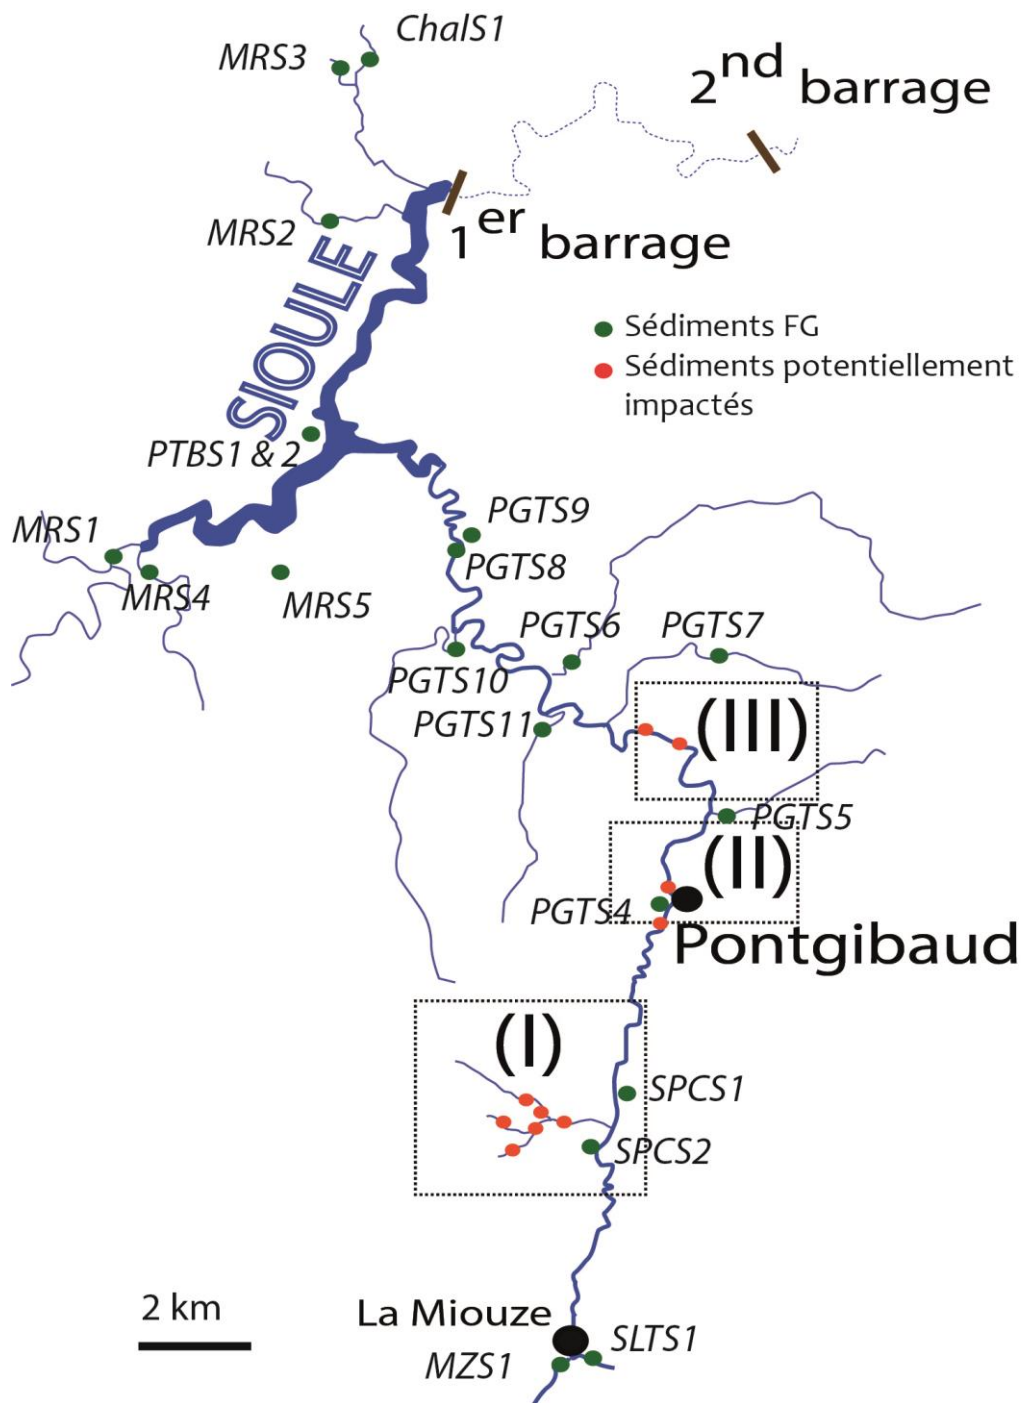 ChalS1
MRS3
2nd barrage
MRS2
1er barrage
SIOULE
Sédiments FG
Sédiments potentiellement
impactés
PTBS1 & 2
PGTS9
MRS1
PGTS8
MRS4
MRS5
PGTS6
PGTS7
PGTS10
PGTS11
(III)
PGTS5
(II)
PGTS4
Pontgibaud
(I)
SPCS1
SPCS2
2 km
La Miouze
SLTS1
MZS1